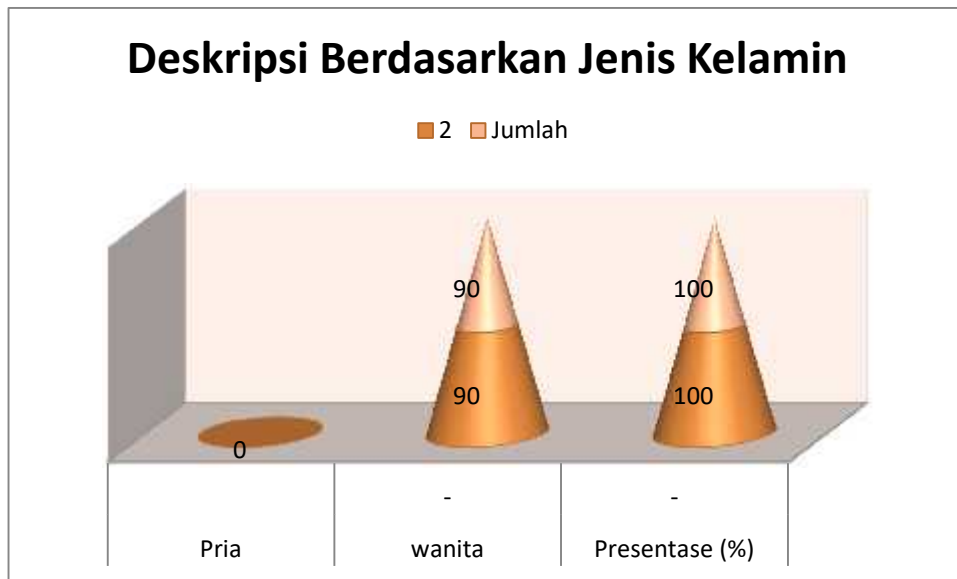 Deskripsi Berdasarkan Jenis Kelamin
2 Jumlah
90 100
90 100
0
- -
Pria wanita Presentase (%)